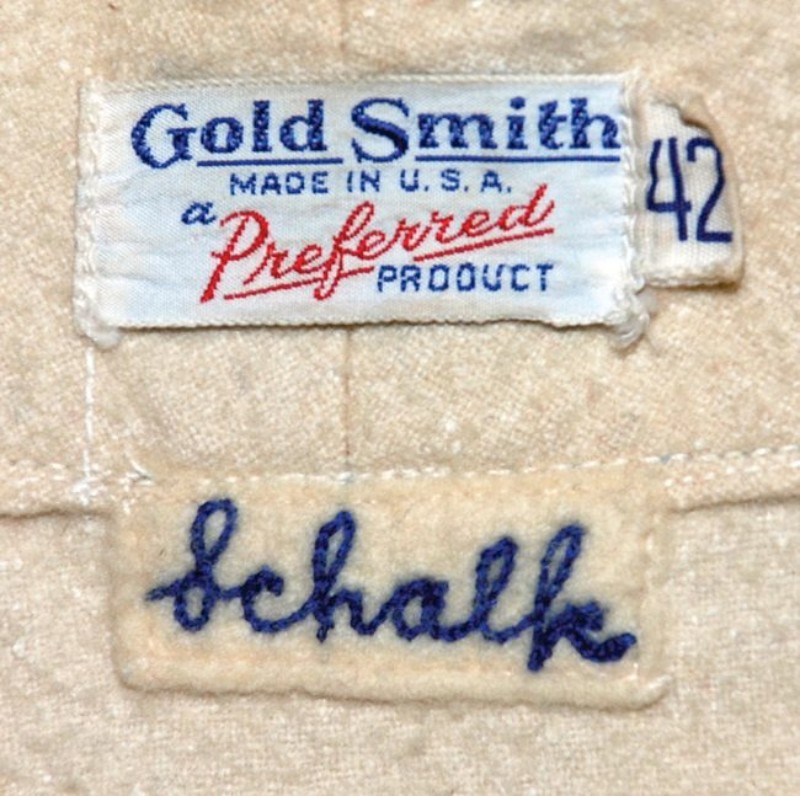 Gold Smith
MADE IN U.S.A.
a Preferred
PRODUCT
42
Schalk